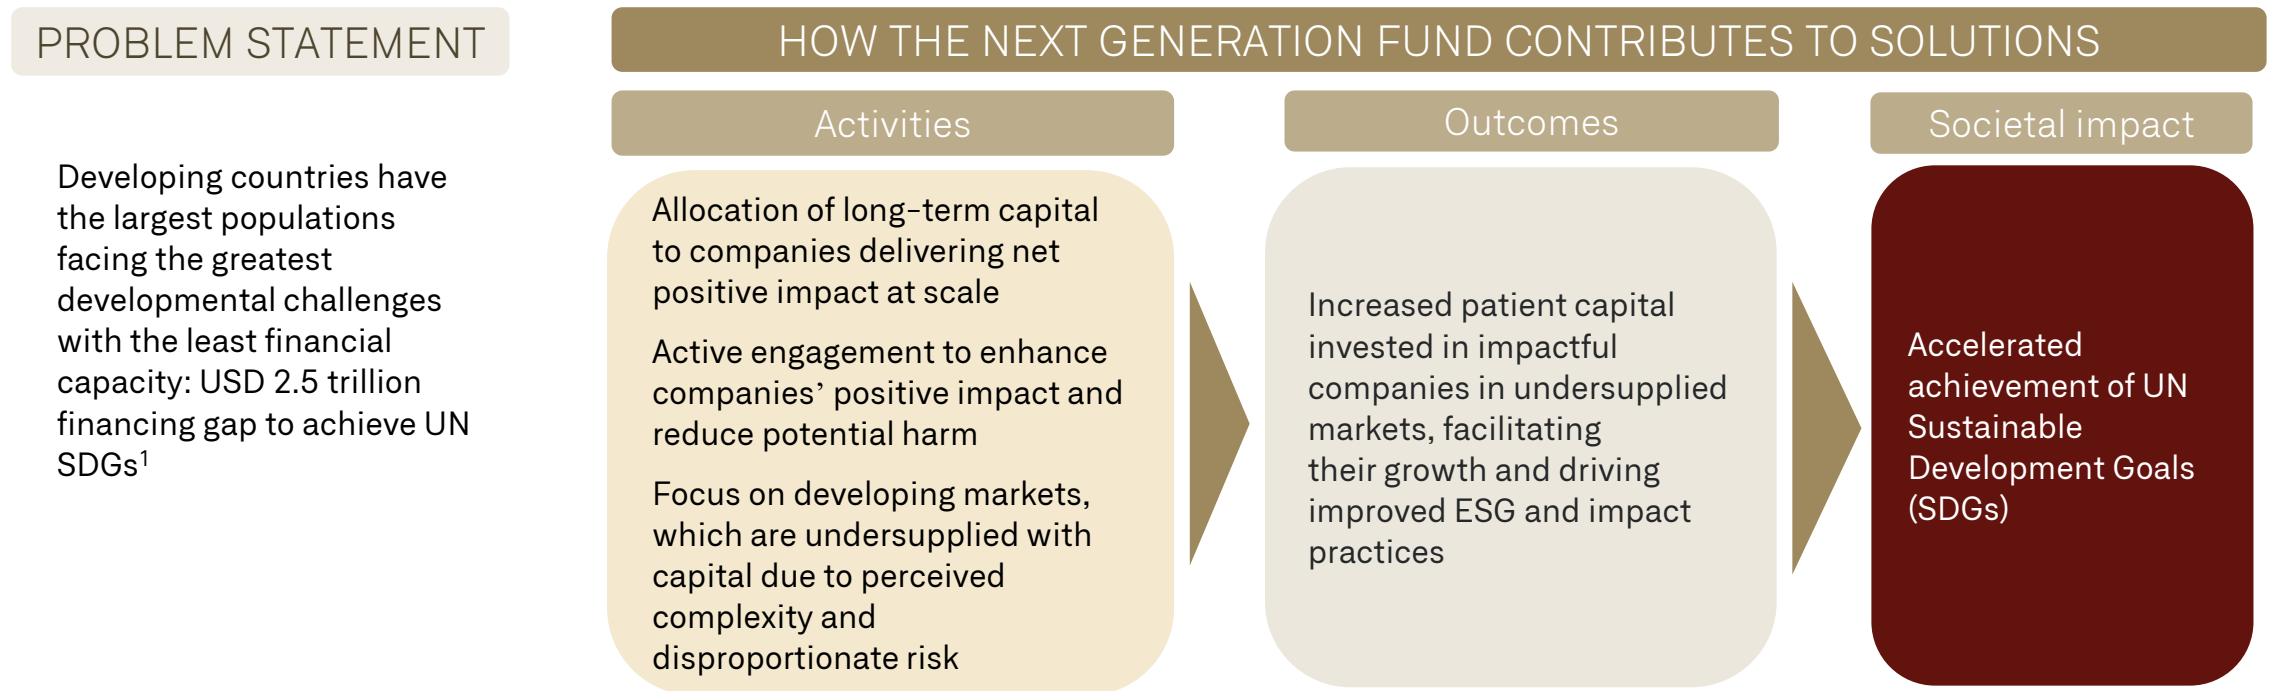 PROBLEM STATEMENT
Developing countries have
the largest populations
facing the greatest
developmental challenges
with the least financial
capacity: USD 2.5 trillion
financing gap to achieve UN
SDGs¹
HOW THE NEXT GENERATION FUND CONTRIBUTES TO SOLUTIONS
Activities
Allocation of long-term capital
to companies delivering net
positive impact at scale
Active engagement to enhance
companies’ positive impact and
reduce potential harm
Focus on developing markets,
which are undersupplied with
capital due to perceived
complexity and
disproportionate risk
Outcomes
Increased patient capital
invested in impactful
companies in undersupplied
markets, facilitating
their growth and driving
improved ESG and impact
practices
Societal impact
Accelerated
achievement of UN
Sustainable
Development Goals
(SDGs)